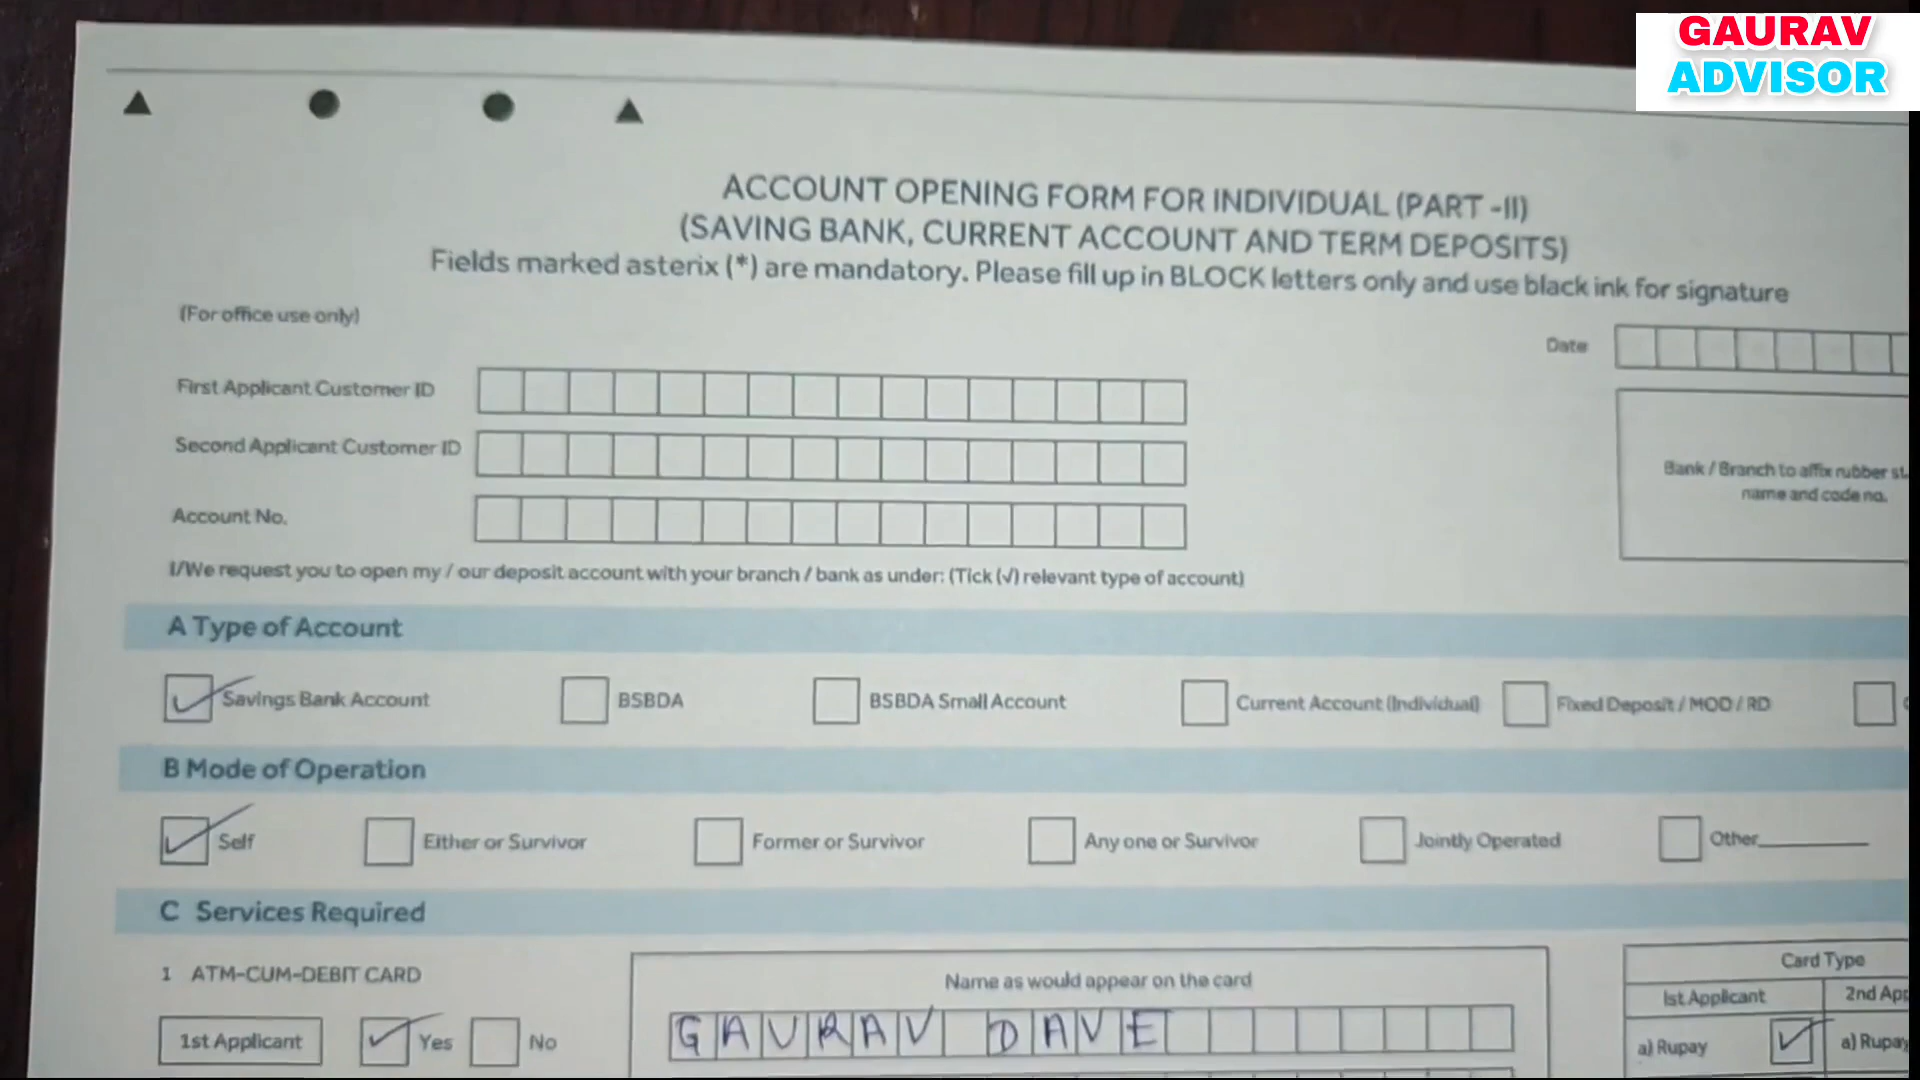 GAURAV
ADVISOR
ACCOUNT OPENING FORM FOR INDIVIDUAL (PART -II)
(SAVING BANK, CURRENT ACCOUNT AND TERM DEPOSITS)
Fields marked asterix (*) are mandatory. Please fill up in BLOCK letters only and use black ink for signature
(For office use only)
Date
First Applicant Customer ID
Second Applicant Customer ID
Bank / Branch to affix rubber
name and code no.
Account No.
I/We request you to open my / our deposit account with your branch / bank as under: (Tick (√) relevant type of account)
A Type of Account
Savings Bank Account BSBDA BSBDA Small Account Current Account (Individual) Fixed Deposit / MOD / RD
B Mode of Operation
Self Either or Survivor Former or Survivor Any one or Survivor Jointly Operated Other
C Services Required
1 ATM-CUM-DEBIT CARD
Name as would appear on the card
Card Type
1st Applicant 2nd
1st Applicant Yes No
GAURAV DAVE
a) Rupay a) Rupay